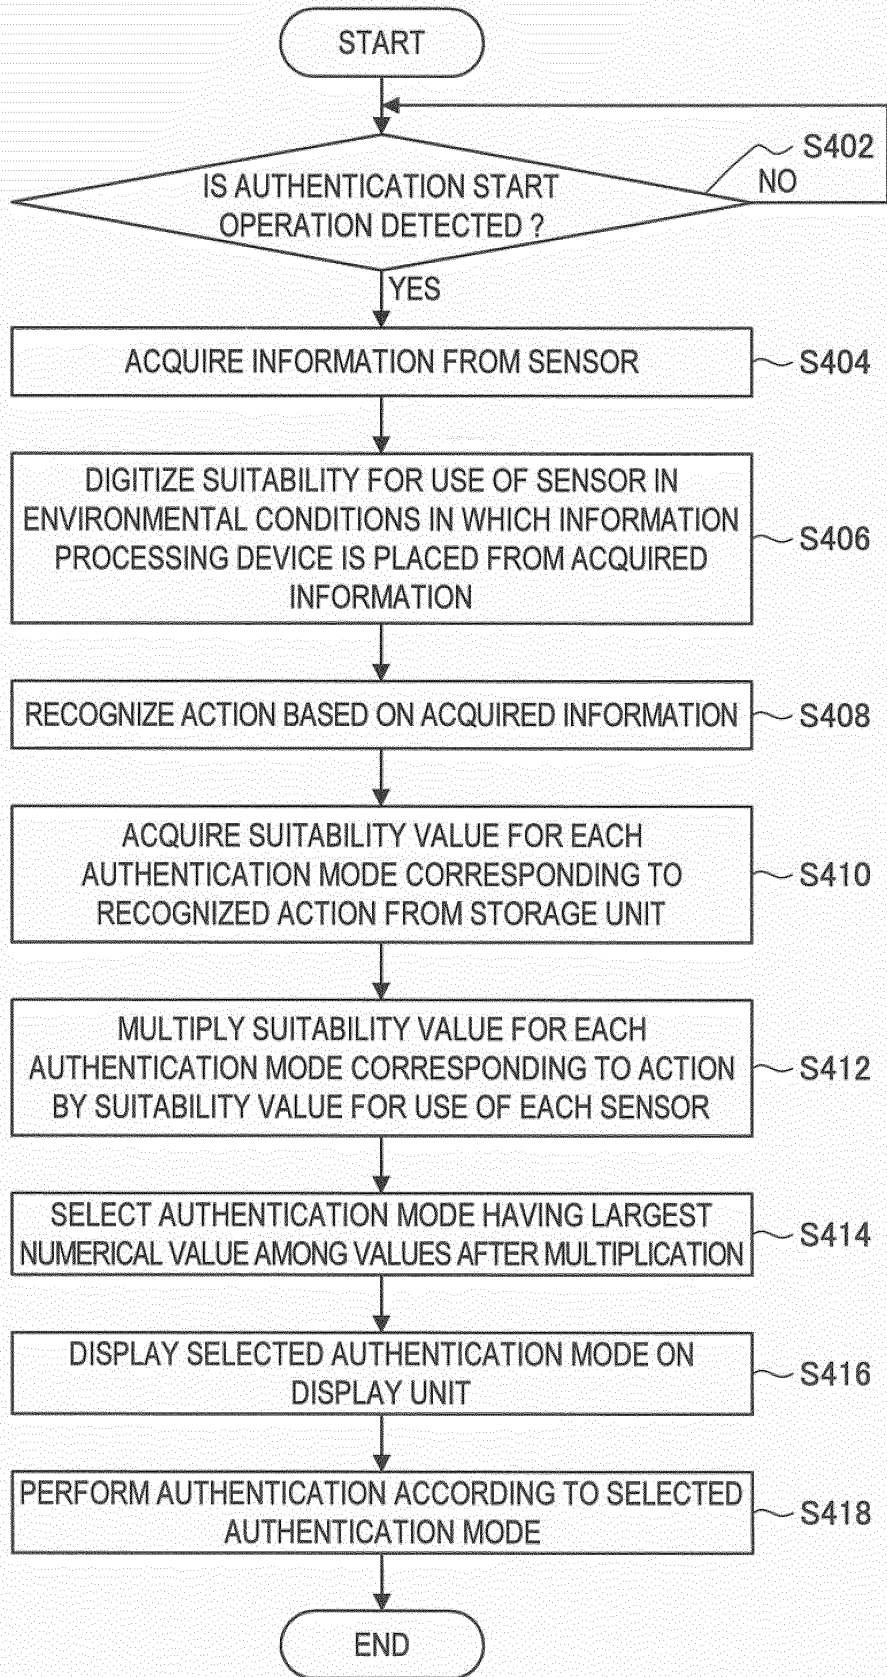 START
S402
IS AUTHENTICATION START
OPERATION DETECTED ?
NO
YES
ACQUIRE INFORMATION FROM SENSOR
S404
DIGITIZE SUITABILITY FOR USE OF SENSOR IN
ENVIRONMENTAL CONDITIONS IN WHICH INFORMATION
PROCESSING DEVICE IS PLACED FROM ACQUIRED
INFORMATION
S406
RECOGNIZE ACTION BASED ON ACQUIRED INFORMATION
S408
ACQUIRE SUITABILITY VALUE FOR EACH
AUTHENTICATION MODE CORRESPONDING TO
RECOGNIZED ACTION FROM STORAGE UNIT
S410
MULTIPLY SUITABILITY VALUE FOR EACH
AUTHENTICATION MODE CORRESPONDING TO ACTION
BY SUITABILITY VALUE FOR USE OF EACH SENSOR
S412
SELECT AUTHENTICATION MODE HAVING LARGEST
NUMERICAL VALUE AMONG VALUES AFTER MULTIPLICATION
S414
DISPLAY SELECTED AUTHENTICATION MODE ON
DISPLAY UNIT
S416
PERFORM AUTHENTICATION ACCORDING TO SELECTED
AUTHENTICATION MODE
S418
END